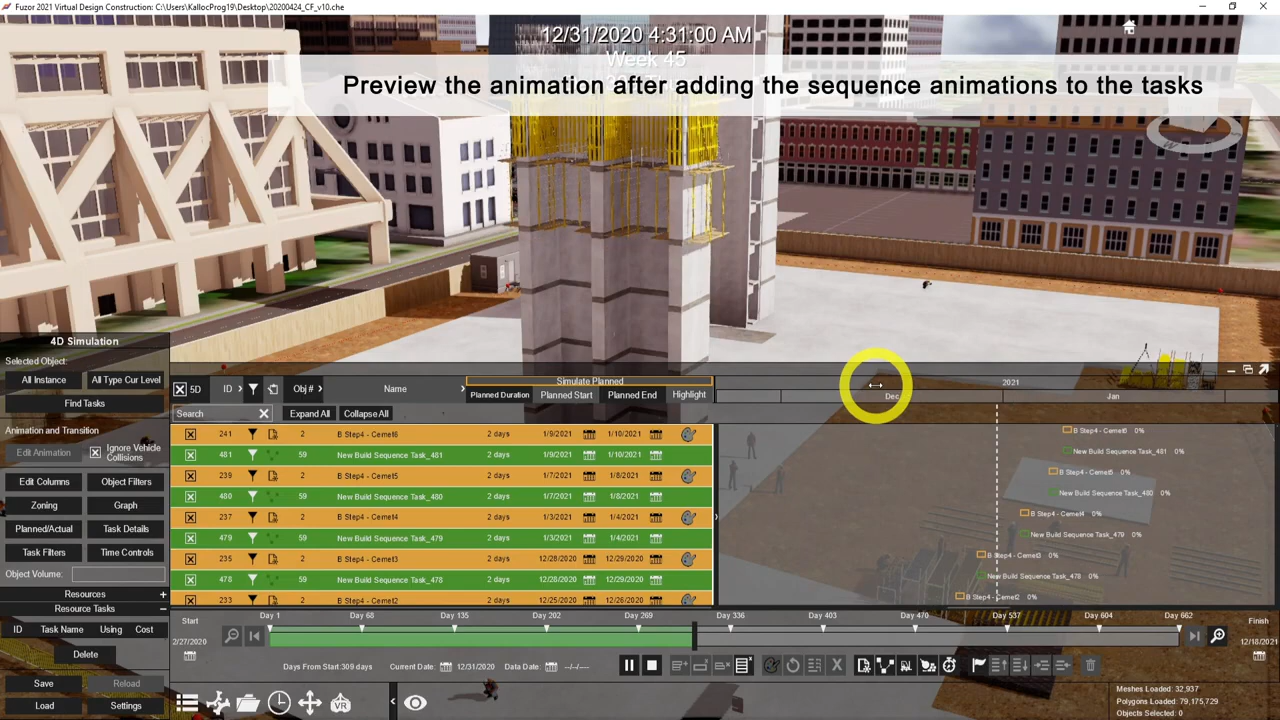 Fuzor 2021 Virtual Design Construction: C:\Users\KallocProg19\Desktop\20200424_CF_v10.che
12/31/2020 4:31:00 AM
Week 45
Preview the animation after adding the sequence animations to the tasks
4D Simulation
Selected Object:
All Instance
All Type Cur Level
Find Tasks
Animation and Transition
Edit Animation
Ignore Vehicle
Collisions
Edit Columns
Object Filters
Zoning
Graph
Planned/Actual
Task Details
Task Filters
Time Controls
Object Volume:
Resources +
Resource Tasks −
ID Task Name Using Cost
Delete
Save
Reload
Load
Settings
5D ID Obj # Name
Simulate Planned
Planned Duration Planned Start Planned End Highlight
2021
Dec Jan
Search
Expand All
Collapse All
241 2 B Step4 - Cemet6 2 days 1/9/2021 1/10/2021
B Step4 - Cemet6 0%
481 59 New Build Sequence Task_481 2 days 1/9/2021 1/10/2021
New Build Sequence Task_481 0%
239 2 B Step4 - Cemet5 2 days 1/7/2021 1/8/2021
B Step4 - Cemet5 0%
480 59 New Build Sequence Task_480 2 days 1/7/2021 1/8/2021
New Build Sequence Task_480 0%
237 2 B Step4 - Cemet4 2 days 1/3/2021 1/4/2021
B Step4 - Cemet4 0%
479 59 New Build Sequence Task_479 2 days 1/3/2021 1/4/2021
New Build Sequence Task_479 0%
235 2 B Step4 - Cemet3 2 days 12/28/2020 12/29/2020
B Step4 - Cemet3 0%
478 59 New Build Sequence Task_478 2 days 12/28/2020 12/29/2020
New Build Sequence Task_478 0%
233 2 B Step4 - Cemet2 2 days 12/25/2020 12/26/2020
B Step4 - Cemet2 0%
Start
2/27/2020
Day 1 Day 68 Day 135 Day 202 Day 269 Day 336 Day 403 Day 470 Day 537 Day 604 Day 662
Finish
12/18/2021
Days From Start:309 days
Current Date: 12/31/2020
Data Date: --/--/--
VR
Meshes Loaded: 32,937
Polygons Loaded: 79,175,729
Objects Selected: 0